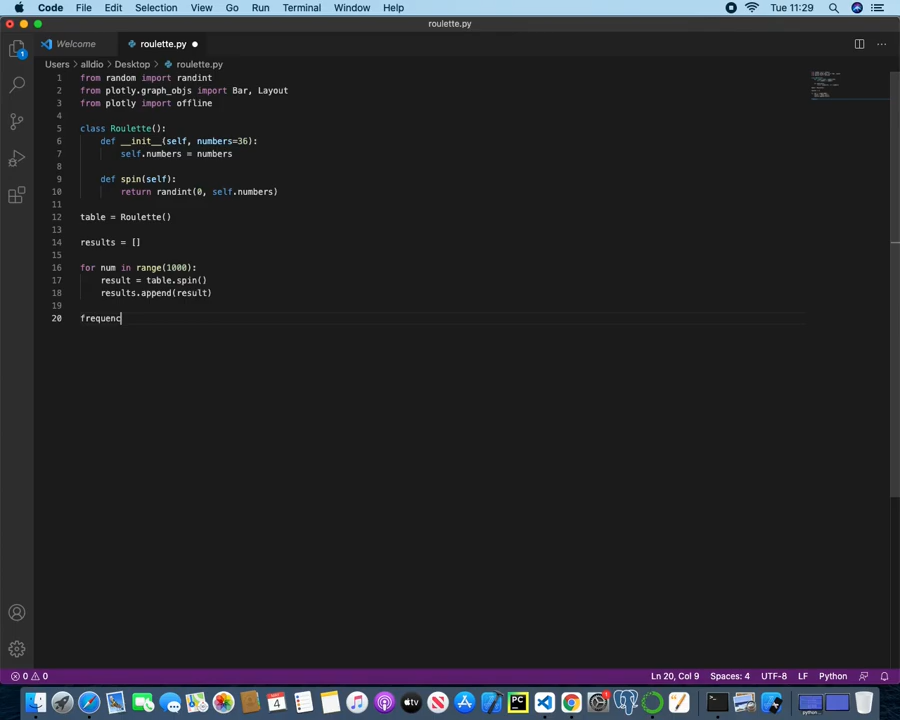 Code File Edit Selection View Go Run Terminal Window Help Tue 11:29
roulette.py
Welcome roulette.py
Users > alldio > Desktop > roulette.py
1 from random import randint
2 from plotly.graph_objs import Bar, Layout
3 from plotly import offline
4
5 class Roulette():
6 def __init__(self, numbers=36):
7 self.numbers = numbers
8
9 def spin(self):
10 return randint(0, self.numbers)
11
12 table = Roulette()
13
14 results = []
15
16 for num in range(1000):
17 result = table.spin()
18 results.append(result)
19
20 frequenc
0 0 Ln 20, Col 9 Spaces: 4 UTF-8 LF Python